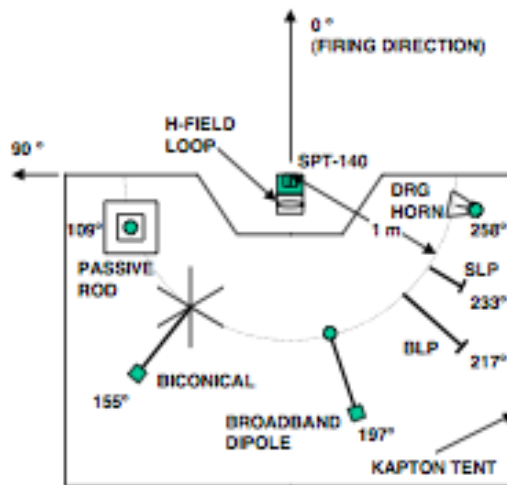 0 °
(FIRING DIRECTION)
H-FIELD
LOOP
SPT-140
90 °
DRG
HORN
109°
1 m
258°
PASSIVE
ROD
SLP
233°
BLP
217°
BICONICAL
155°
BROADBAND
DIPOLE
197°
KAPTON TENT